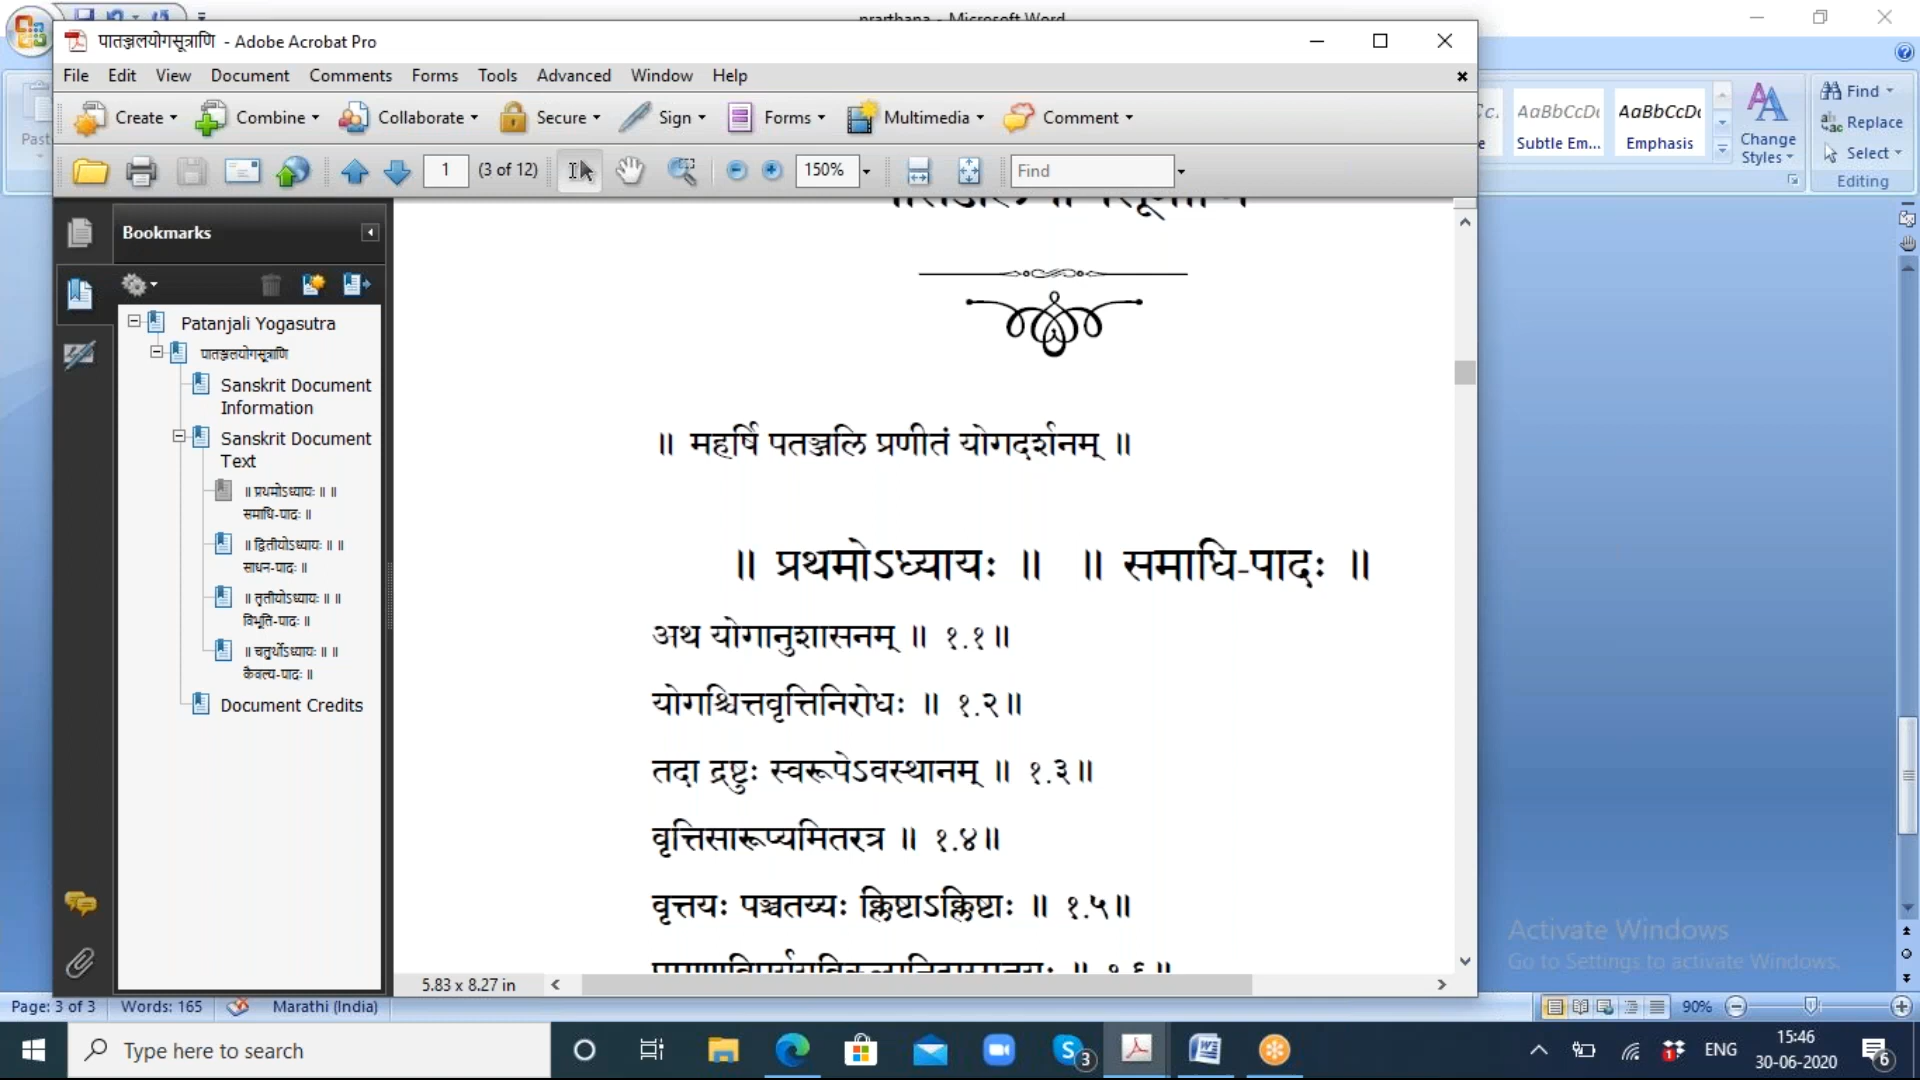 prarthana - Microsoft Word
पातञ्जलयोगसूत्राणि - Adobe Acrobat Pro
File Edit View Document Comments Forms Tools Advanced Window Help
Create Combine Collaborate Secure Sign Forms Multimedia Comment
1 (3 of 12) 150% Find
AaBbCcDc AaBbCcDc
Subtle Em... Emphasis
Change Styles
Find
Replace
Select
Editing
Bookmarks
Patanjali Yogasutra
पातञ्जलयोगसूत्राणि
Sanskrit Document
Information
Sanskrit Document
Text
॥ प्रथमोऽध्यायः ॥ ॥
समाधि-पादः ॥
॥ द्वितीयोऽध्यायः ॥ ॥
साधन-पादः ॥
॥ तृतीयोऽध्यायः ॥ ॥
विभूति-पादः ॥
॥ चतुर्थोऽध्यायः ॥ ॥
कैवल्य-पादः ॥
Document Credits
॥ महर्षि पतञ्जलि प्रणीतं योगदर्शनम् ॥
॥ प्रथमोऽध्यायः ॥ ॥ समाधि-पादः ॥
अथ योगानुशासनम् ॥ १.१॥
योगश्चित्तवृत्तिनिरोधः ॥ १.२॥
तदा द्रष्टुः स्वरूपेऽवस्थानम् ॥ १.३॥
वृत्तिसारूप्यमितरत्र ॥ १.४॥
वृत्तयः पञ्चतय्यः क्लिष्टाऽक्लिष्टाः ॥ १.५॥
5.83 x 8.27 in
Activate Windows
Go to Settings to activate Windows.
Page: 3 of 3 Words: 165 Marathi (India) 90%
Type here to search
3
1
ENG
15:46
30-06-2020
6